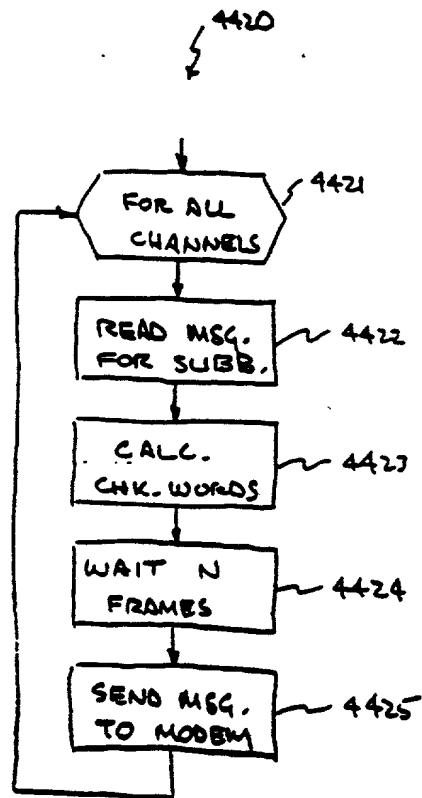 4420
FOR ALL
CHANNELS
4421
READ MSG.
FOR SUBB.
4422
CALC.
CHK. WORDS
4423
WAIT N
FRAMES
4424
SEND MSG.
TO MODEM
4425